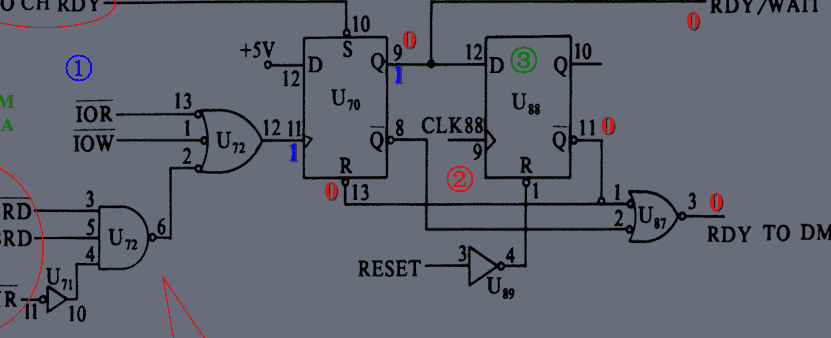 O CH RDY
10
0
0
RDY/WAIT
+5V
9
12
10
12
D
S
Q
1
D
③
Q
①
M
A
U70
U88
IOR
13
IOW
1
U72
12
11
1
Q
8
CLK88
9
Q
11
0
2
②
R
R
0
13
1
RD
3
1
U87
3
0
RD
5
U72
6
2
RDY TO DM
4
RESET
3
4
U71
U89
R
11
10